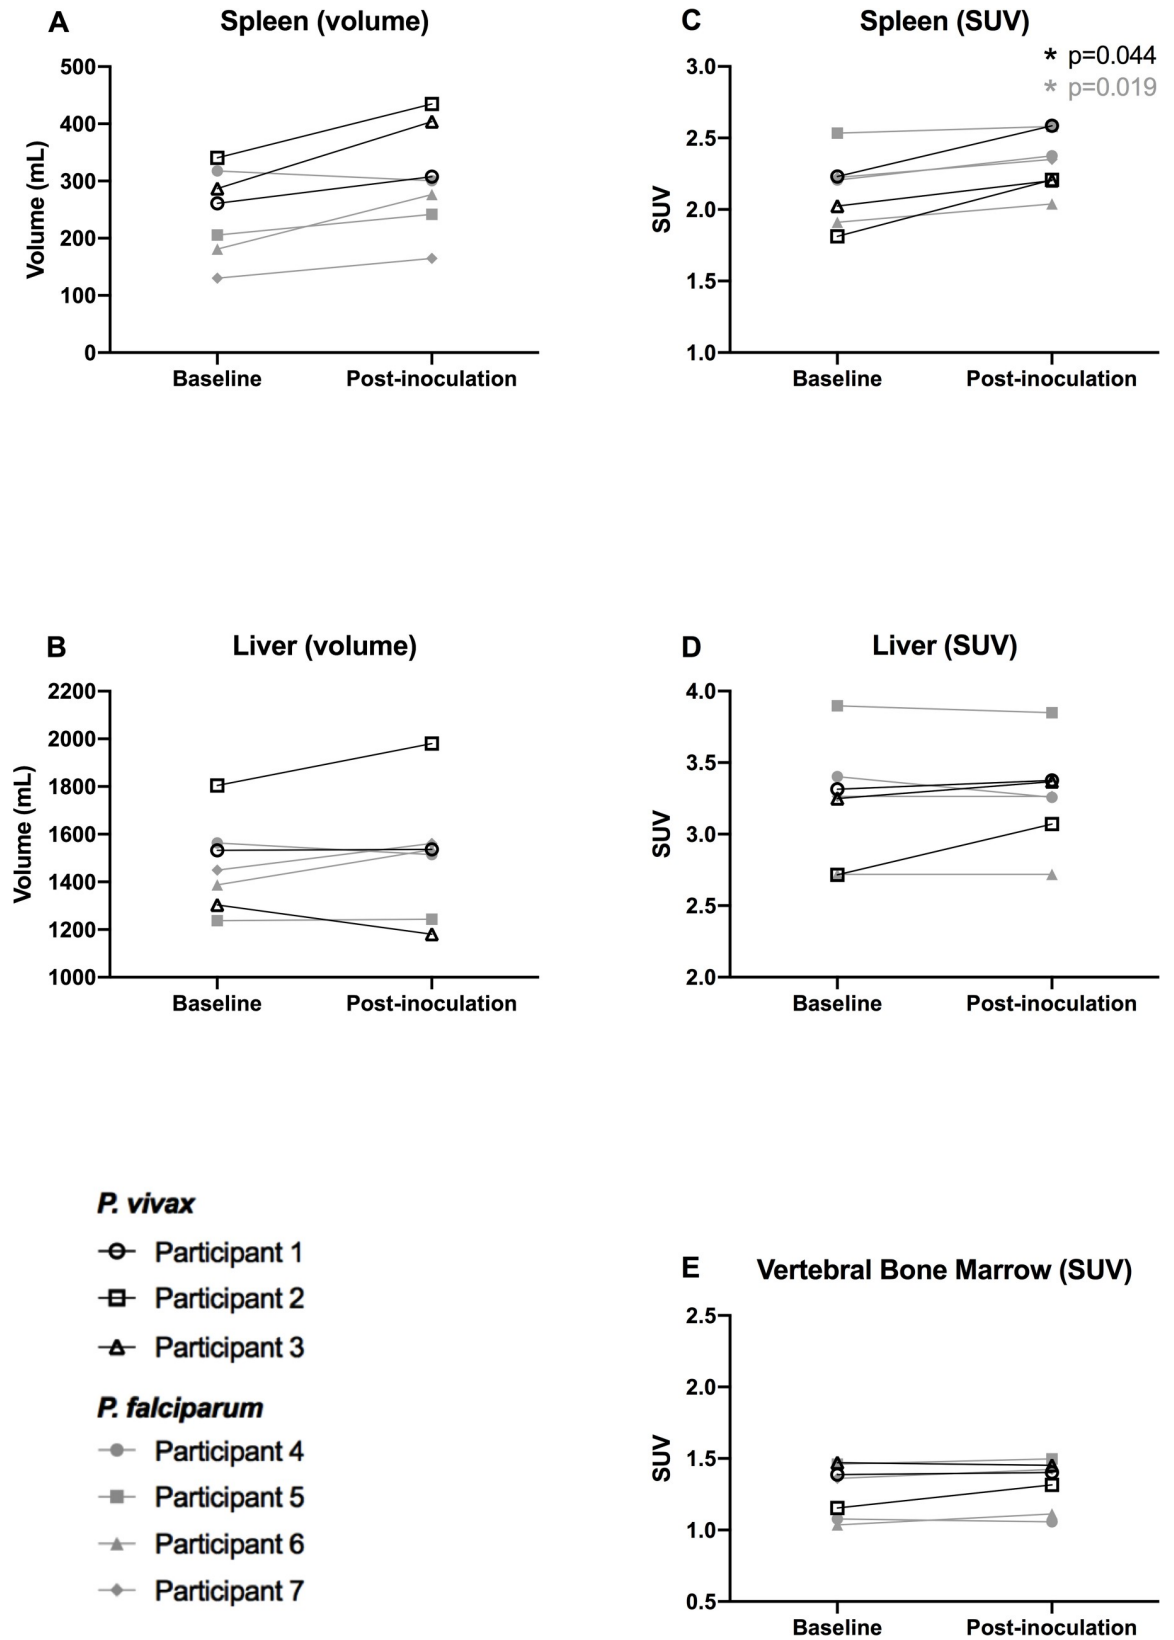 A Spleen (volume)
500
400
300
200
100
0
Volume (mL)
Baseline Post-inoculation
C Spleen (SUV)
* p=0.044
* p=0.019
3.0
2.5
2.0
1.5
1.0
SUV
Baseline Post-inoculation
B Liver (volume)
2200
2000
1800
1600
1400
1200
1000
Volume (mL)
Baseline Post-inoculation
D Liver (SUV)
4.0
3.5
3.0
2.5
2.0
SUV
Baseline Post-inoculation
P. vivax
Participant 1
Participant 2
Participant 3
P. falciparum
Participant 4
Participant 5
Participant 6
Participant 7
E Vertebral Bone Marrow (SUV)
2.5
2.0
1.5
1.0
0.5
SUV
Baseline Post-inoculation